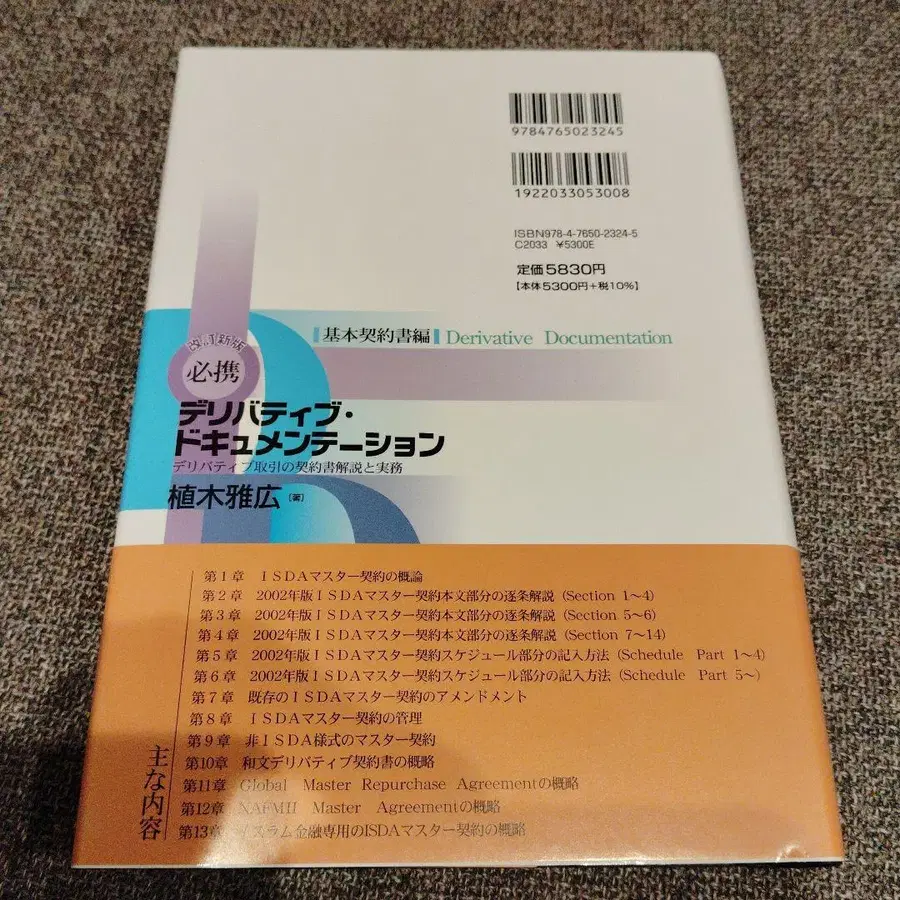 9784765023245
1922033053008
ISBN978-4-7650-2324-5
C2033 ¥5300E
定価5830円
【本体5300円+税10%】
基本契約書編 Derivative Documentation
改訂新版
必携
デリバティブ・
ドキュメンテーション
デリバティブ取引の契約書解説と実務
植木雅広[著]
主な内容
第1章 ISDAマスター契約の概論
第2章 2002年版ISDAマスター契約本文部分の逐条解説(Section 1〜4)
第3章 2002年版ISDAマスター契約本文部分の逐条解説(Section 5〜6)
第4章 2002年版ISDAマスター契約本文部分の逐条解説(Section 7〜14)
第5章 2002年版ISDAマスター契約スケジュール部分の記入方法(Schedule Part 1〜4)
第6章 2002年版ISDAマスター契約スケジュール部分の記入方法(Schedule Part 5〜)
第7章 既存のISDAマスター契約のアメンドメント
第8章 ISDAマスター契約の管理
第9章 非ISDA様式のマスター契約
第10章 和文デリバティブ契約書の概略
第11章 Global Master Repurchase Agreementの概略
第12章 NAFMII Master Agreementの概略
第13章 イスラム金融専用のISDAマスター契約の概略